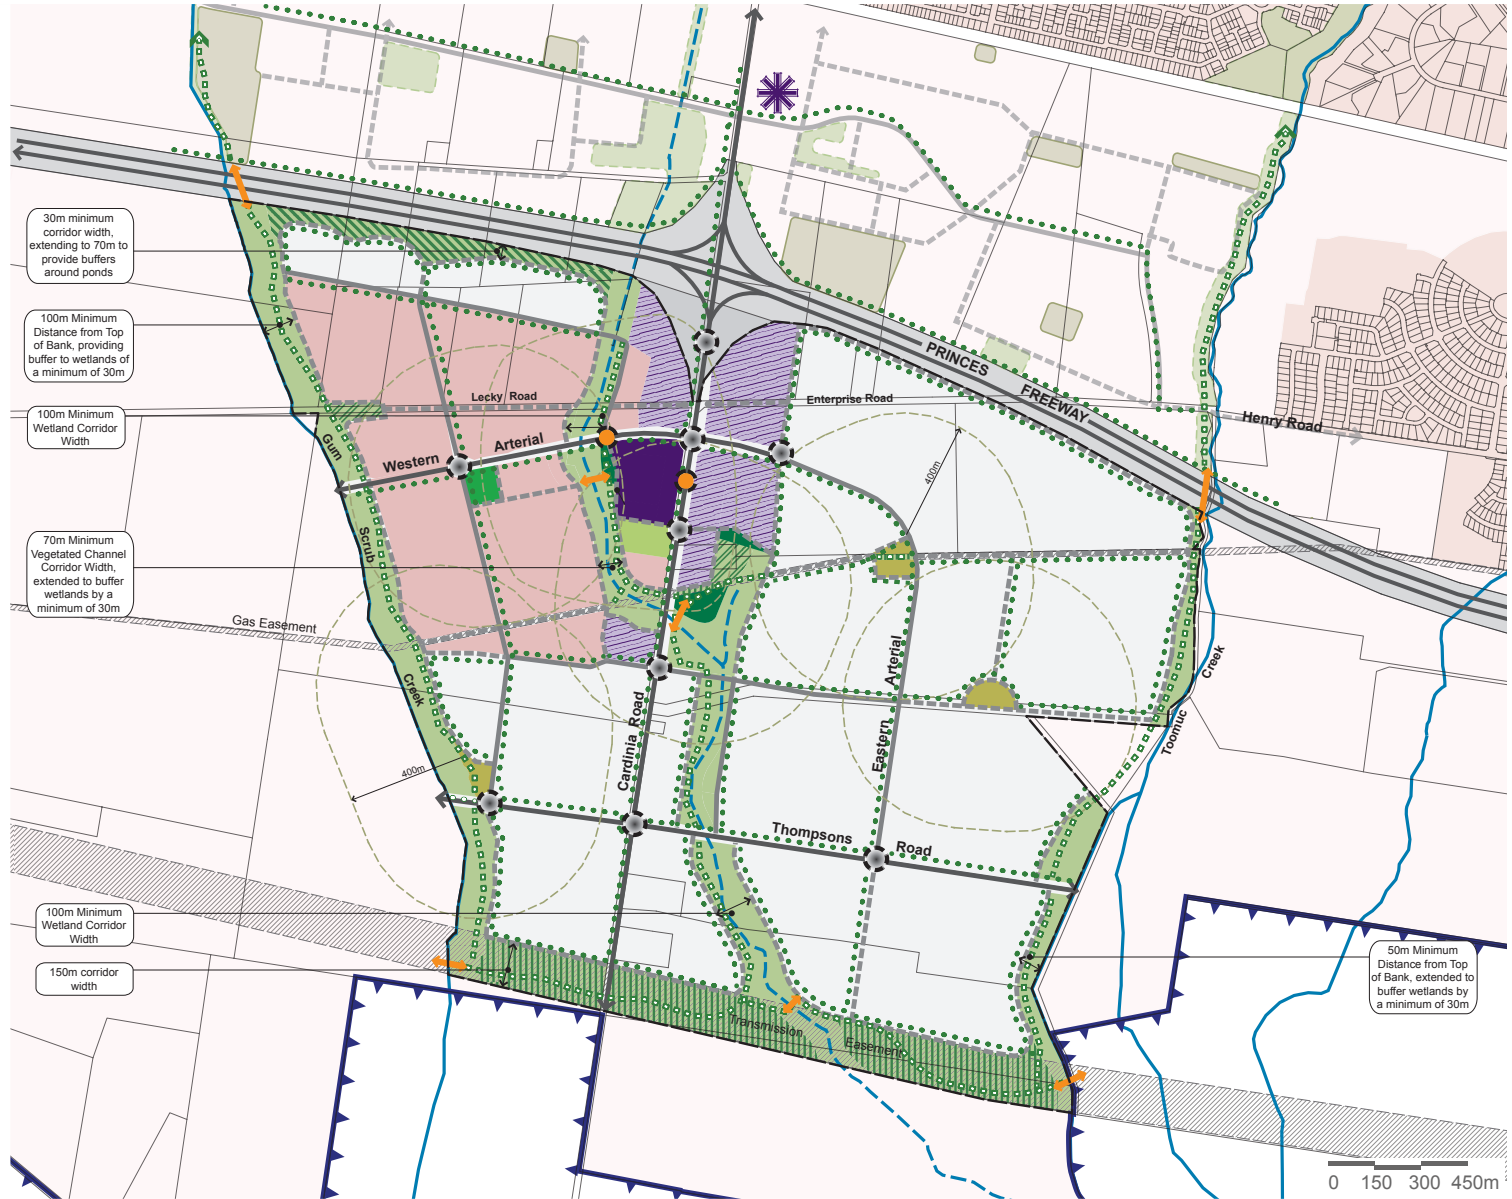 30m minimum
corridor width,
extending to 70m to
provide buffers
around ponds
100m Minimum
Distance from Top
of Bank, providing
buffer to wetlands of
a minimum of 30m
100m Minimum
Wetland Corridor
Width
70m Minimum
Vegetated Channel
Corridor Width,
extended to buffer
wetlands by a
minimum of 30m
100m Minimum
Wetland Corridor
Width
150m corridor
width
50m Minimum
Distance from Top
of Bank, extended to
buffer wetlands by
a minimum of 30m
PRINCES FREEWAY
Henry Road
Lecky Road
Enterprise Road
Western Arterial
Gum Scrub Creek
400m
Gas Easement
Eastern Arterial
Cardinia Road
Toomuc Creek
400m
Thompsons Road
Transmission Easement
0 150 300 450m